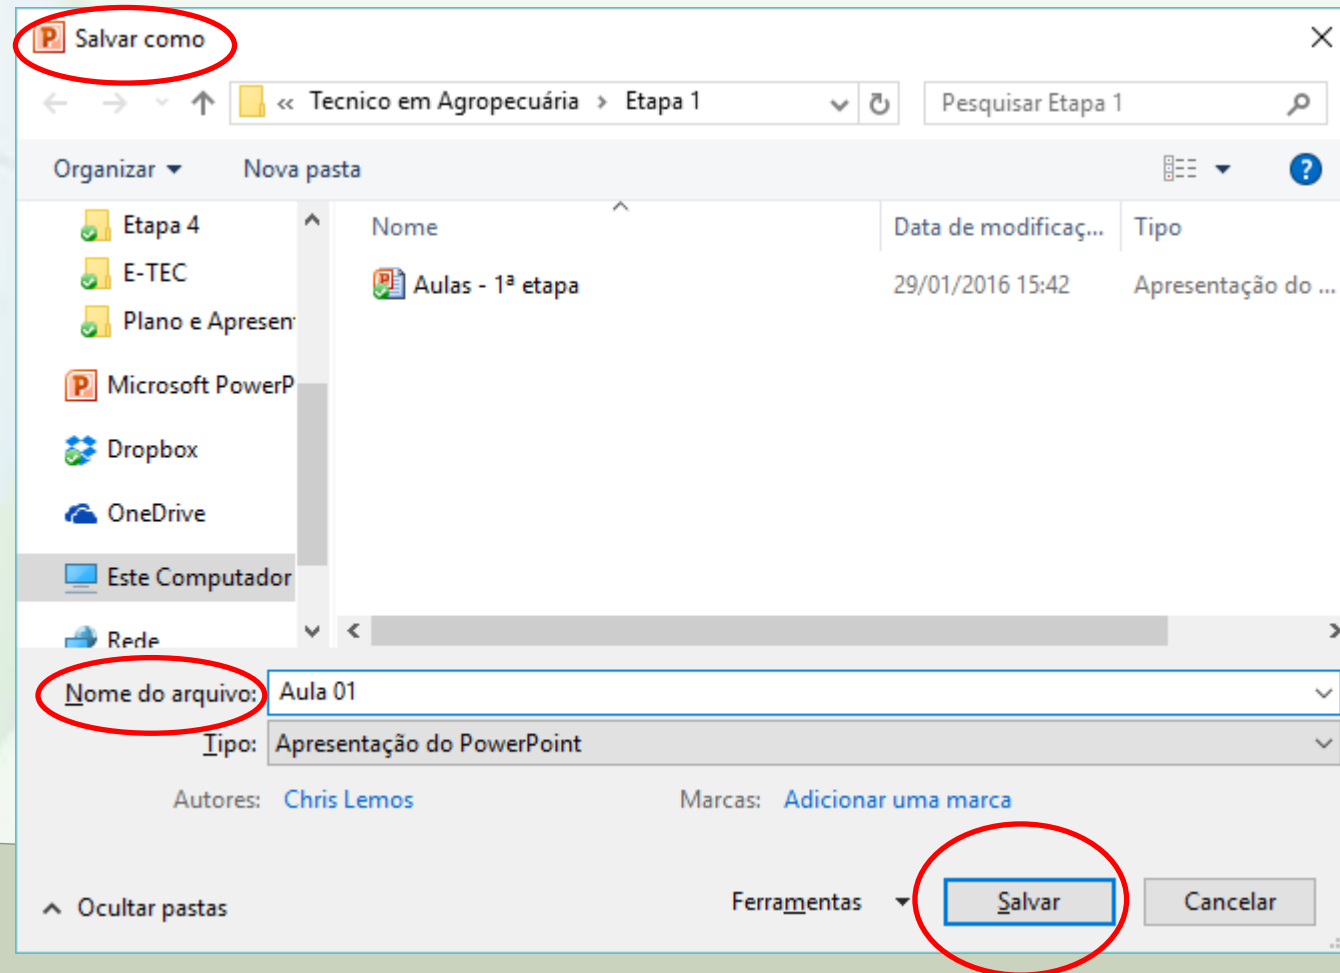 Salvar como
« Tecnico em Agropecuária › Etapa 1
Pesquisar Etapa 1
Organizar
Nova pasta
Etapa 4
E-TEC
Plano e Apresen
Microsoft PowerP
Dropbox
OneDrive
Este Computador
Rede
Nome
Data de modificaç...
Tipo
Aulas - 1ª etapa
29/01/2016 15:42
Apresentação do ...
Nome do arquivo: Aula 01
Tipo: Apresentação do PowerPoint
Autores: Chris Lemos
Marcas: Adicionar uma marca
Ocultar pastas
Ferramentas
Salvar
Cancelar